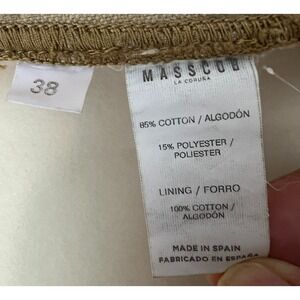 MASSCOB
LA CORUÑA
38
85% COTTON / ALGODÓN
15% POLYESTER /
POLIESTER
LINING / FORRO
100% COTTON /
ALGODÓN
MADE IN SPAIN
FABRICADO EN ESPAÑA